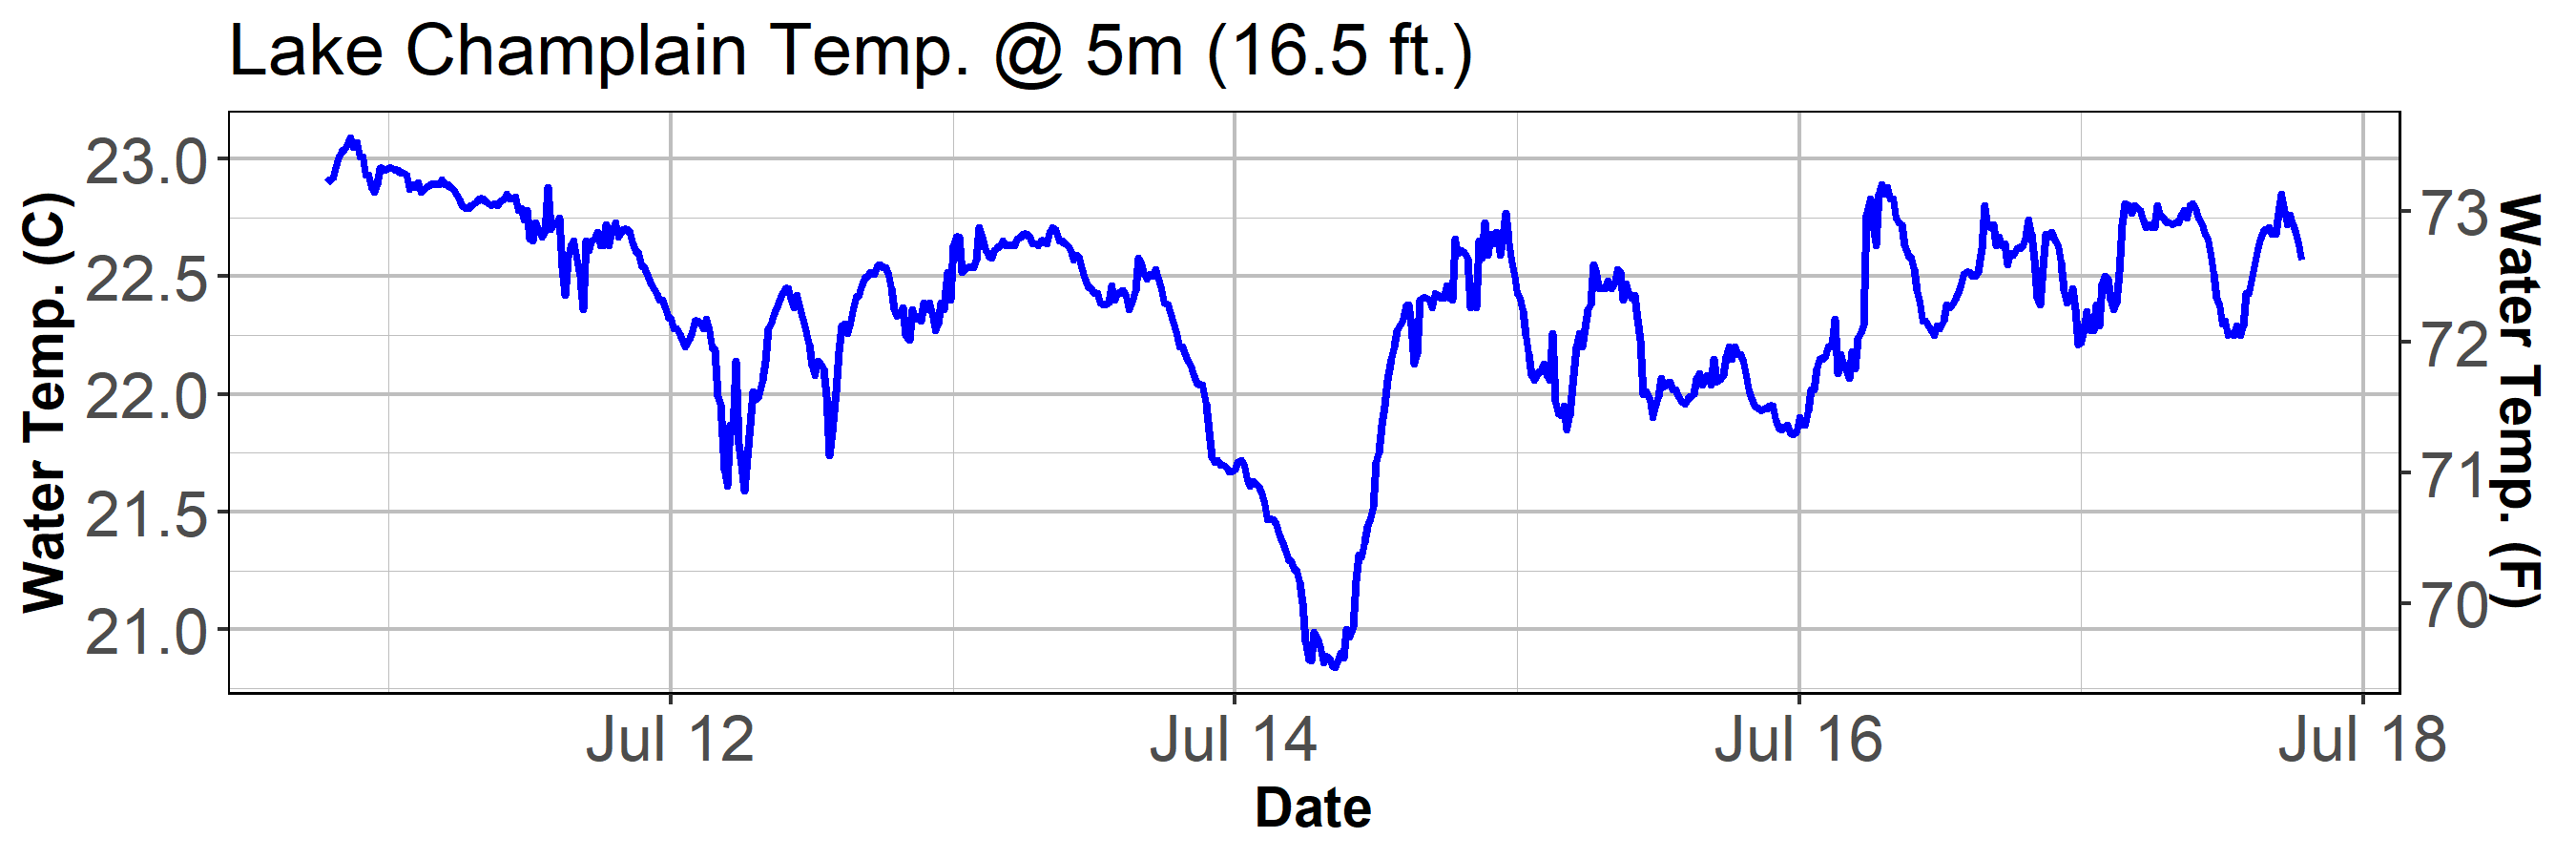 Lake Champlain Temp. @ 5m (16.5 ft.)
Water Temp. (C)
23.0
22.5
22.0
21.5
21.0
73
72
71
70
Water Temp. (F)
Jul 12 Jul 14 Jul 16 Jul 18
Date